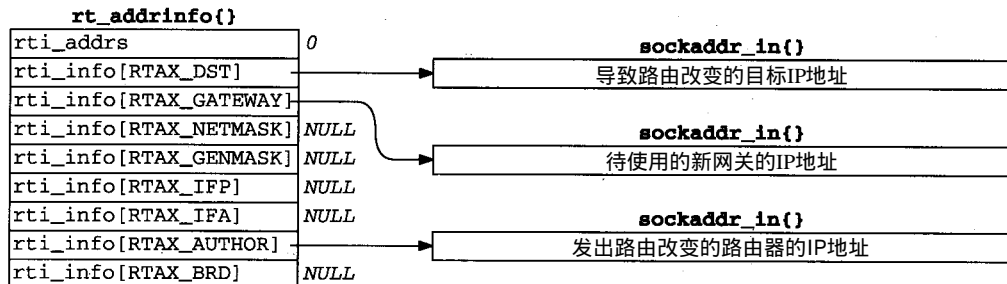 rt_addrinfo{}
rti_addrs 0
rti_info[RTAX_DST]
rti_info[RTAX_GATEWAY]
rti_info[RTAX_NETMASK] NULL
rti_info[RTAX_GENMASK] NULL
rti_info[RTAX_IFP] NULL
rti_info[RTAX_IFA] NULL
rti_info[RTAX_AUTHOR]
rti_info[RTAX_BRD] NULL
sockaddr_in{}
导致路由改变的目标IP地址
sockaddr_in{}
待使用的新网关的IP地址
sockaddr_in{}
发出路由改变的路由器的IP地址